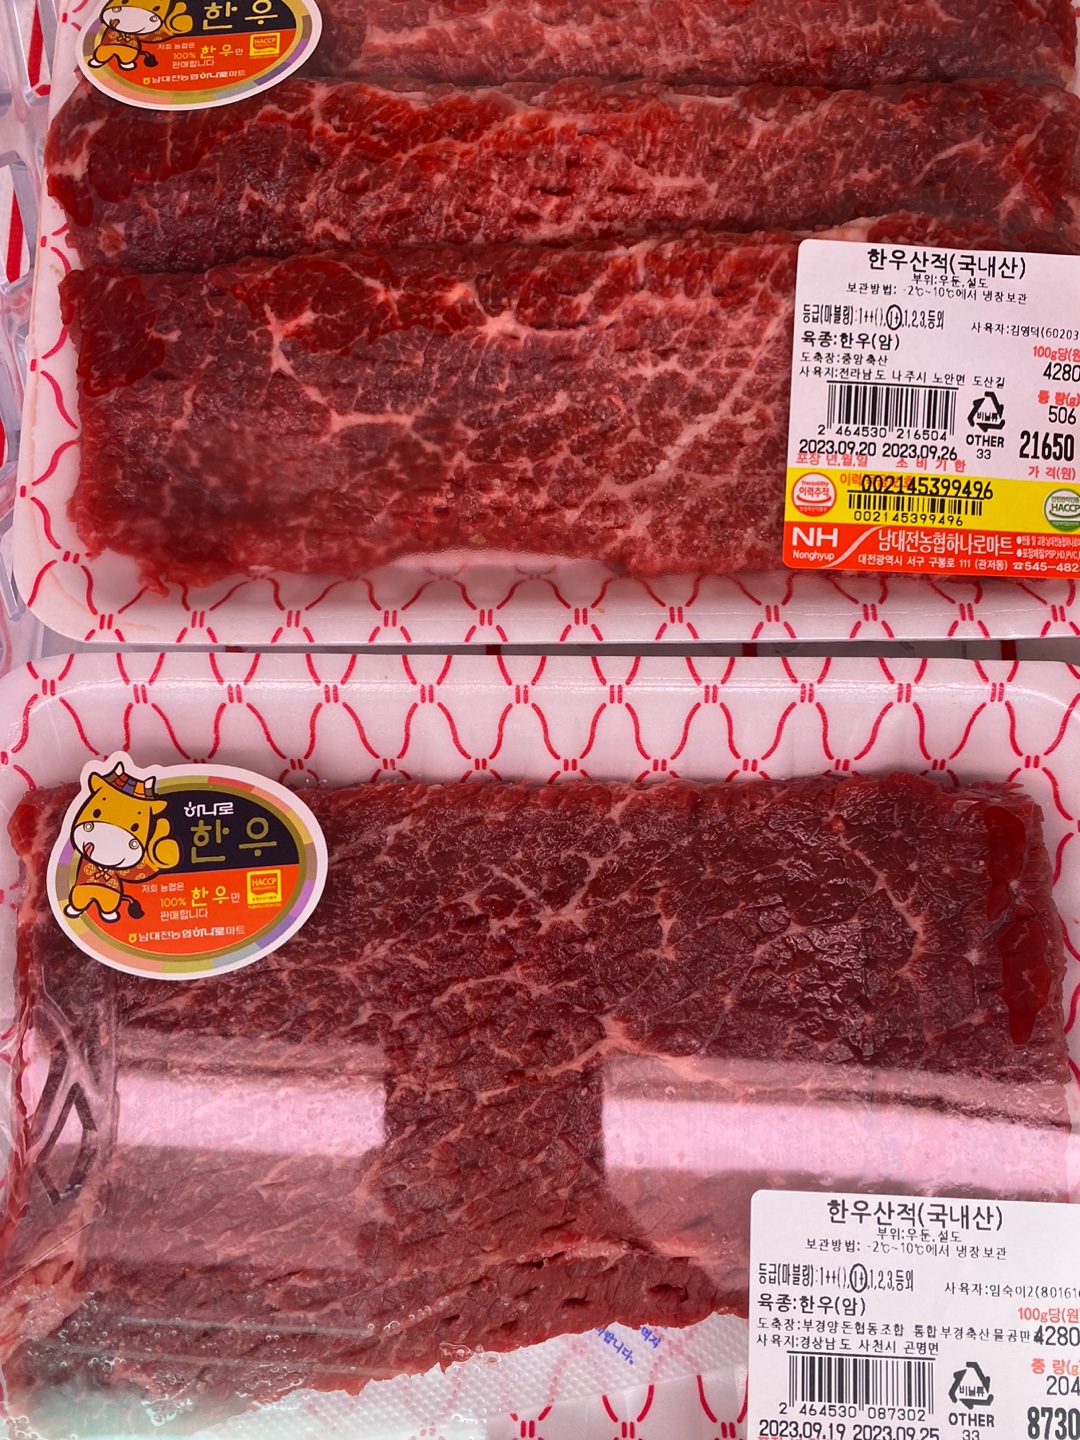 한우
저희 농협은
100% 한우만
판매합니다
HACCP
남대전농협하나로마트
한우산적(국내산)
부위:우둔,설도
보관방법: -2℃~10℃에서 냉장보관
등급(마블링):1++(),1+,1,2,3,등외
사육자:김영덕(60203
육종:한우(암)
100g당(원
도축장:중앙축산
4280
사육지:전라남도 나주시 노안면 도산길
중 량(g)
506
비닐류
OTHER
33
2 464530 216504
21650
2023.09.20 2023.09.26
포장 년,월,일 소비기한
가 격(원)
Traceability
이력추적
002145399496
002145399496
HACCP
NH
Nonghyup
남대전농협하나로마트
대전광역시 서구 구봉로 111 (관저동) ☎545-482
하나로
한우
저희 농협은
100% 한우만
판매합니다
HACCP
남대전농협하나로마트
한우산적(국내산)
부위:우둔,설도
보관방법: -2℃~10℃에서 냉장보관
등급(마블링):1++(),1+,1,2,3,등외
사육자:임숙이2(80161
육종:한우(암)
100g당(원
도축장:부경양돈협동조합 통합부경축산물공판
4280
사육지:경상남도 사천시 곤명면
중 량(g
204
비닐류
OTHER
33
2 464530 087302
8730
2023.09.19 2023.09.25